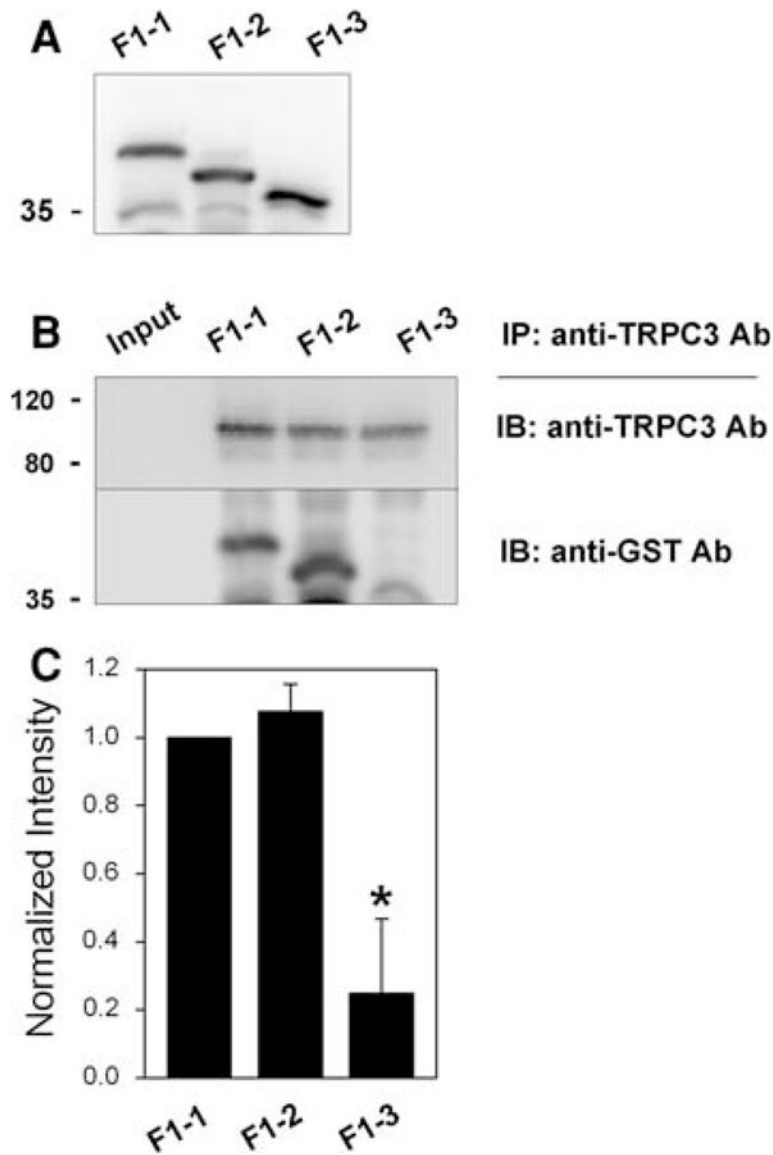 A
F1-1 F1-2 F1-3
35 -
B
Input F1-1 F1-2 F1-3
IP: anti-TRPC3 Ab
120 -
IB: anti-TRPC3 Ab
80 -
IB: anti-GST Ab
35 -
C
Normalized Intensity
1.2
1.0
0.8
0.6
*
0.4
0.2
0.0
F1-1 F1-2 F1-3